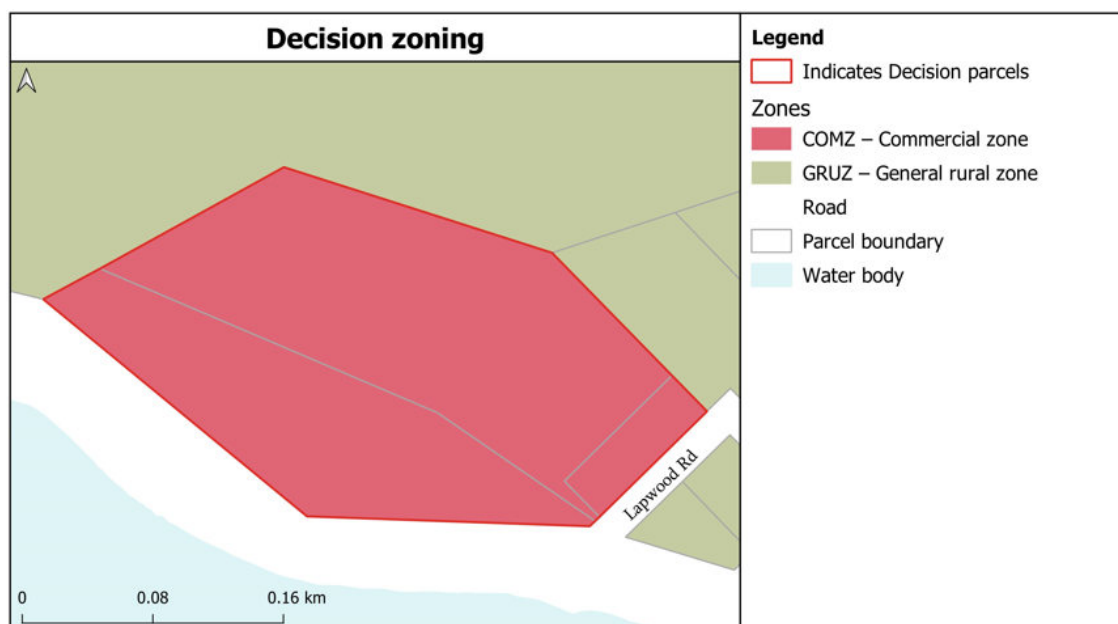 Decision zoning
Legend
Indicates Decision parcels
Zones
COMZ – Commercial zone
GRUZ – General rural zone
Road
Parcel boundary
Water body
Lapwood Rd
0 0.08 0.16 km